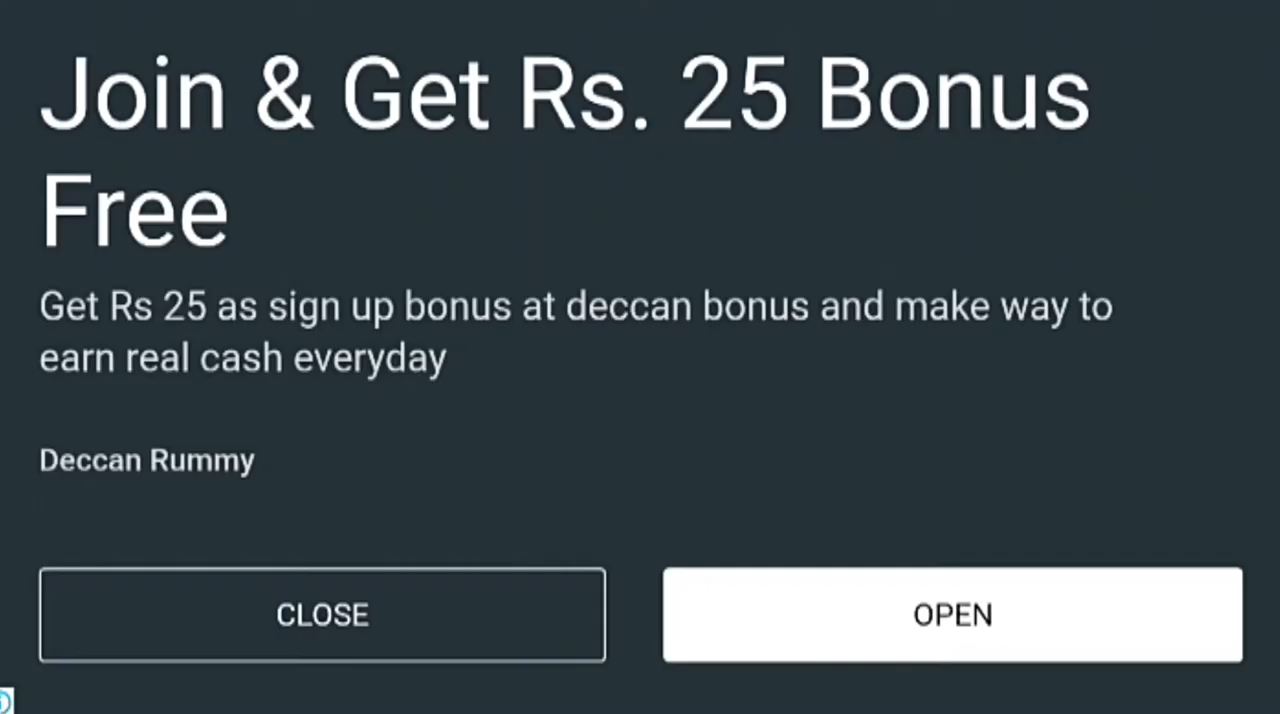 Join & Get Rs. 25 Bonus
Free
Get Rs 25 as sign up bonus at deccan bonus and make way to
earn real cash everyday
Deccan Rummy
CLOSE
OPEN